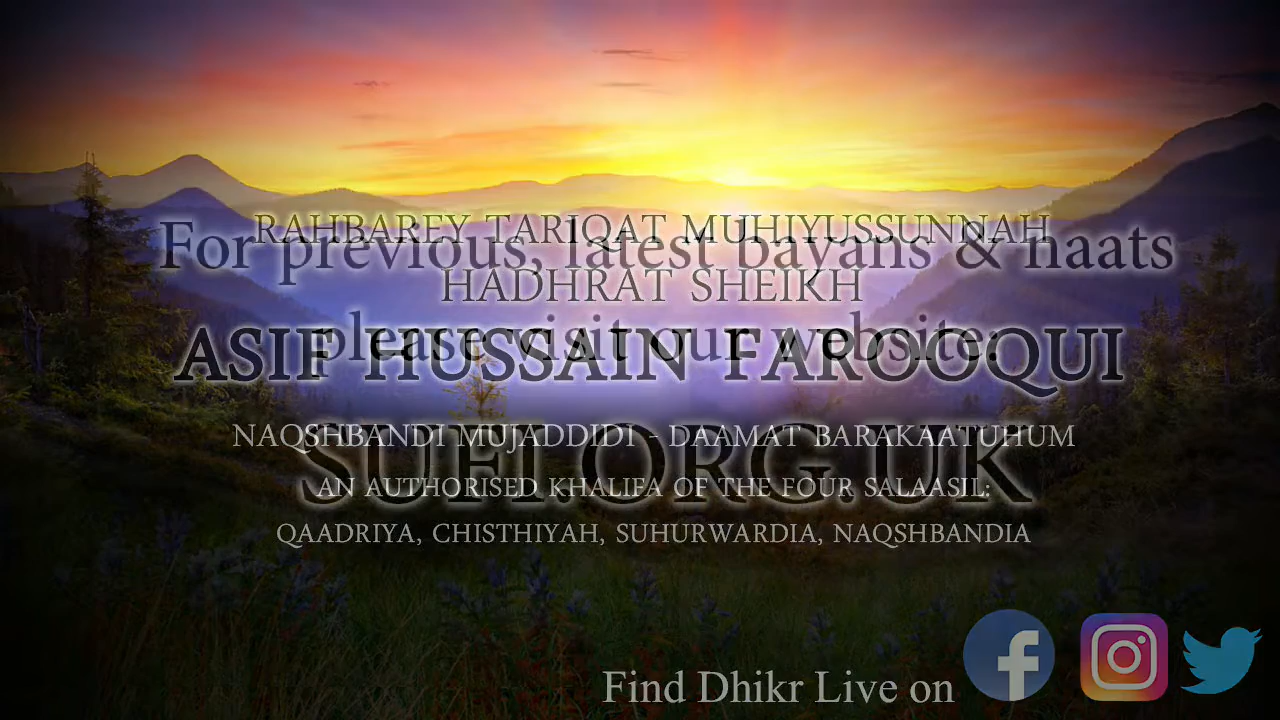 RAHBAREY TARIQAT MUHIYUSSUNNAH
For previous, latest bayans & naats
HADHRAT SHEIKH
please visit our website:
ASIF HUSSAIN FAROOQUI
NAQSHBANDI MUJADDIDI - DAAMAT BARAKAATUHUM
SUFI.ORG.UK
AN AUTHORISED KHALIFA OF THE FOUR SALAASIL:
QAADRIYA, CHISTHIYAH, SUHURWARDIA, NAQSHBANDIA
Find Dhikr Live on